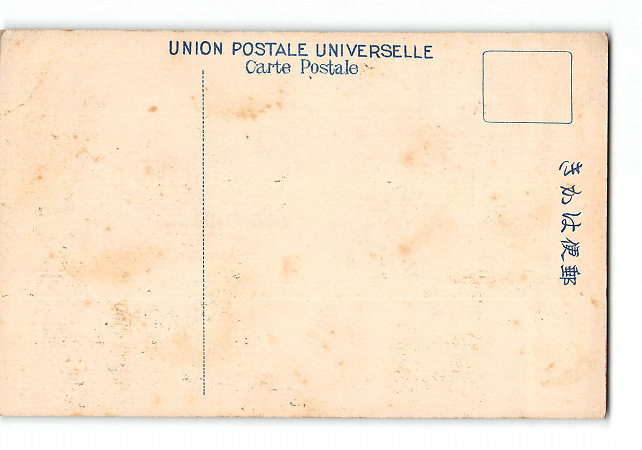 UNION POSTALE UNIVERSELLE
Carte Postale
きかは便郵